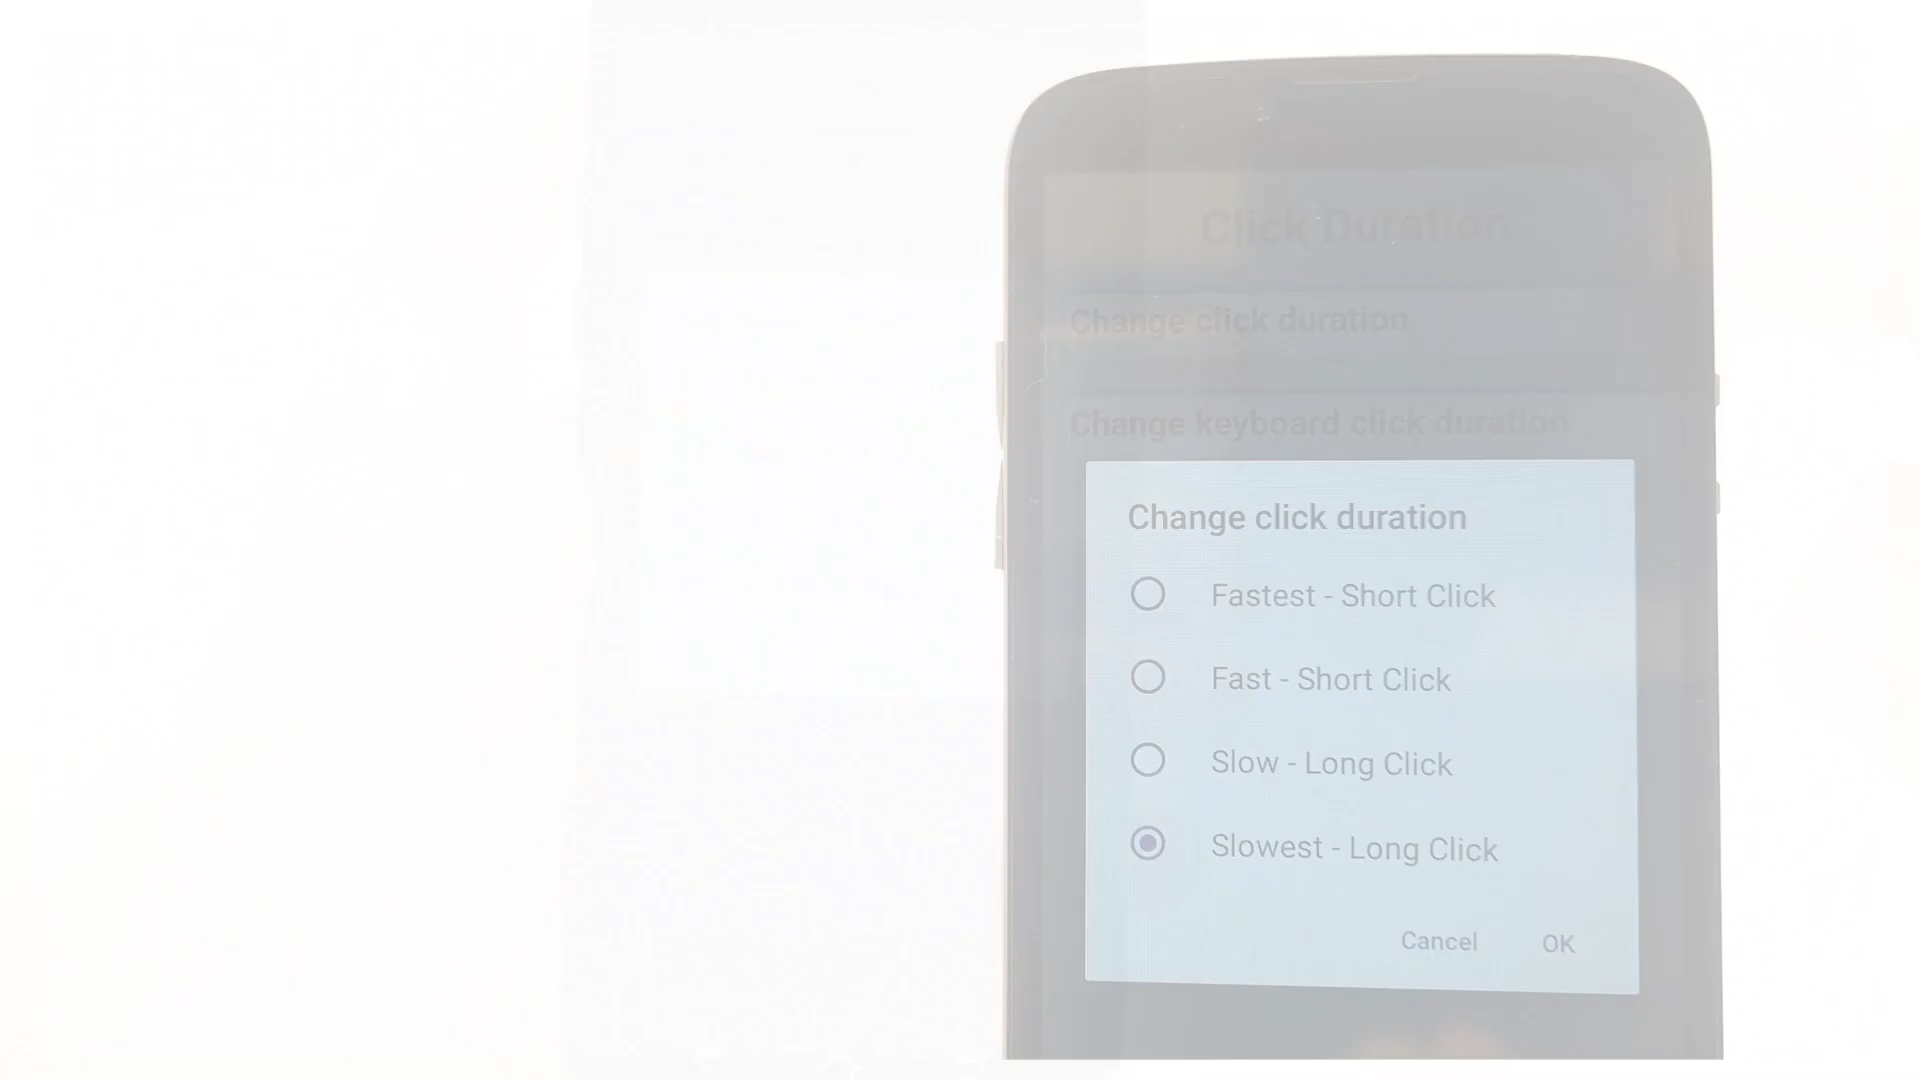 Click Duration
Change click duration
Change keyboard click duration
Change click duration
Fastest - Short Click
Fast - Short Click
Slow - Long Click
Slowest - Long Click
Cancel OK